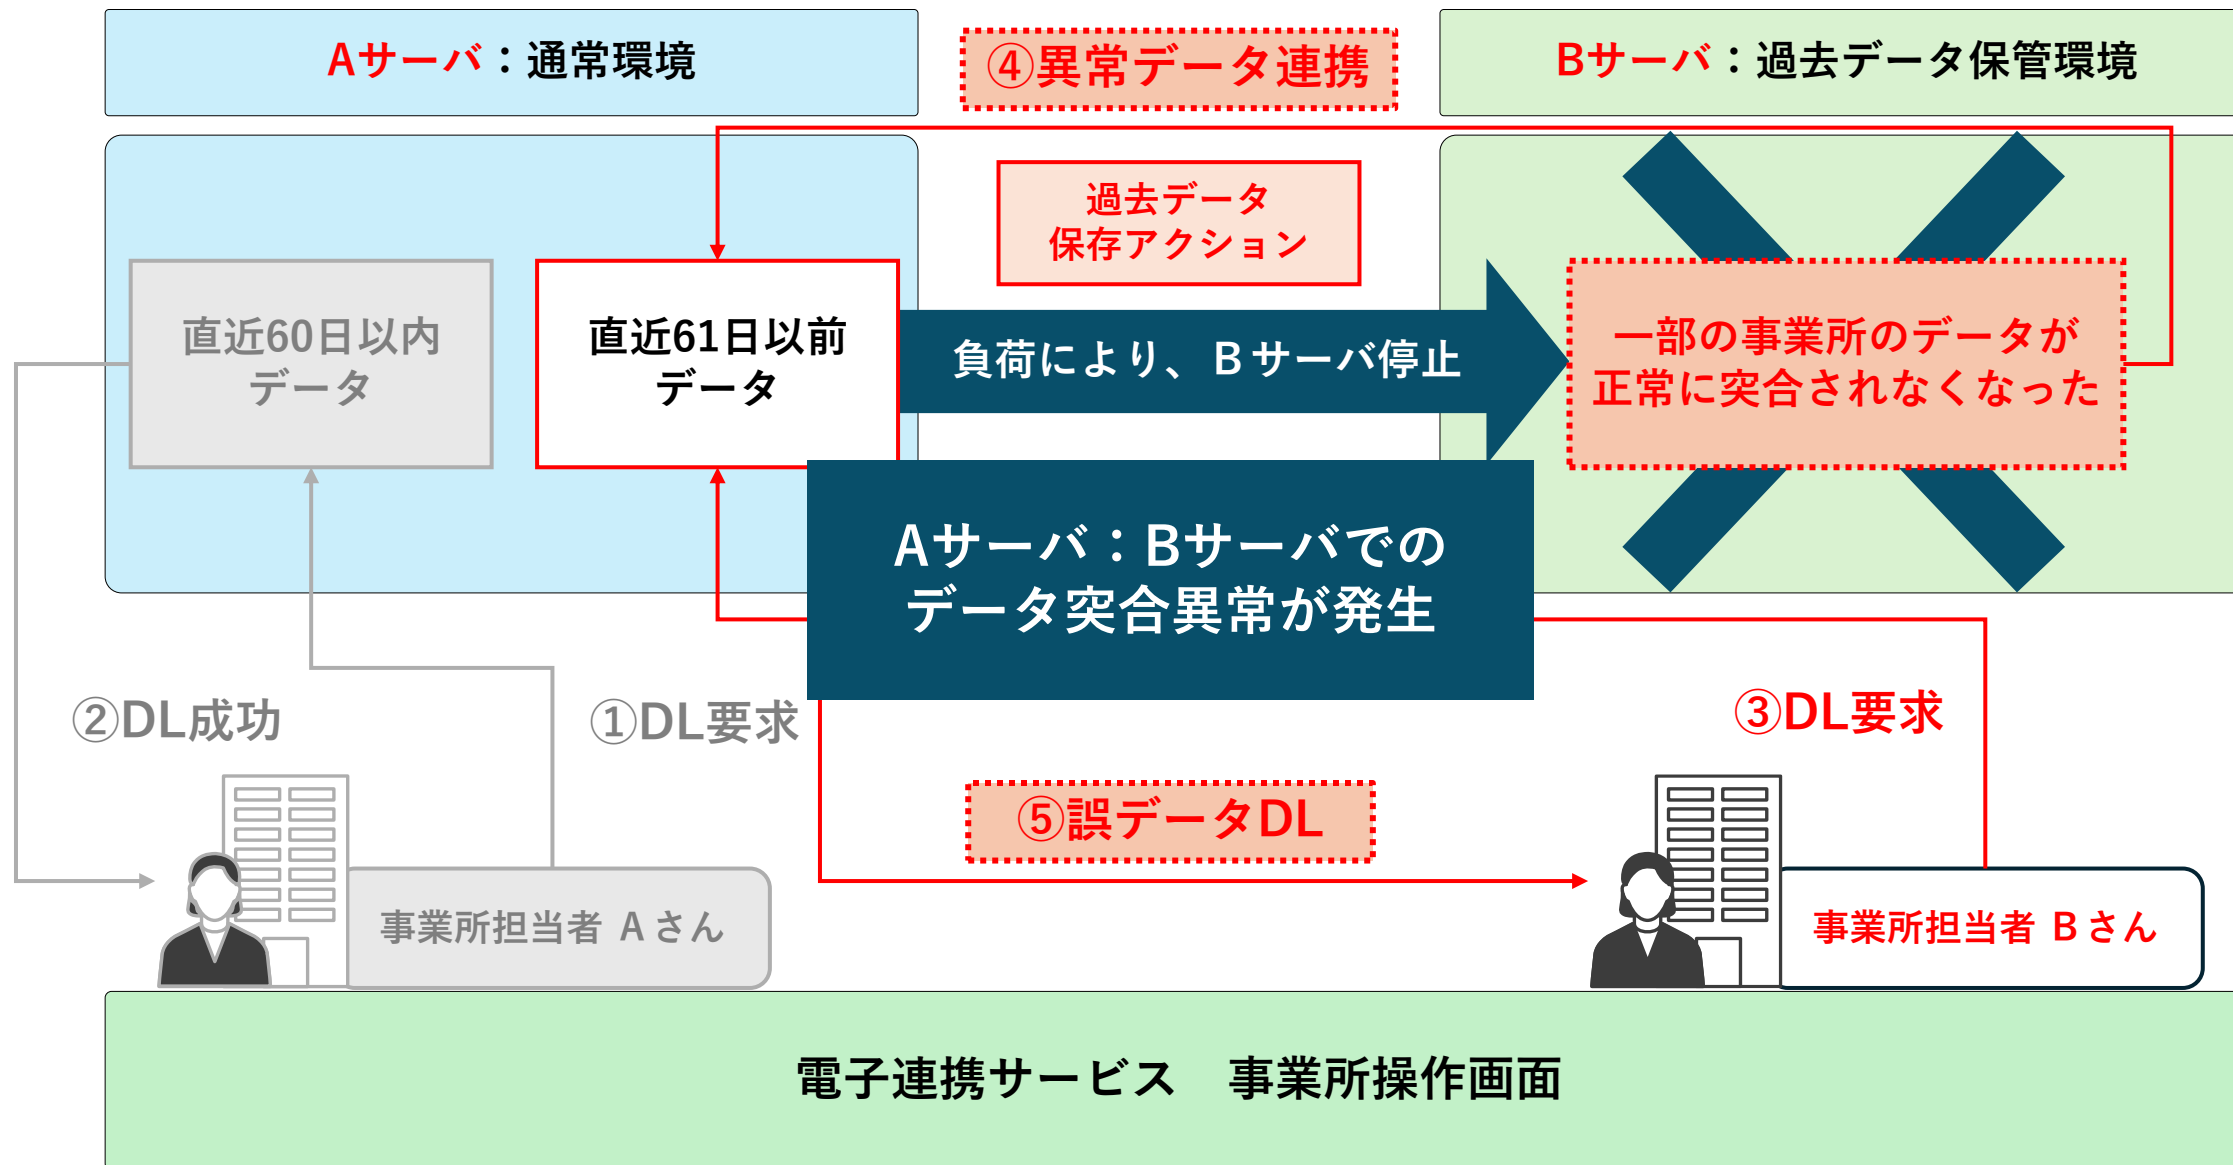 Aサーバ：通常環境
④異常データ連携
Bサーバ：過去データ保管環境
過去データ
保存アクション
直近60日以内
データ
直近61日以前
データ
負荷により、Ｂサーバ停止
一部の事業所のデータが
正常に突合されなくなった
Aサーバ：Bサーバでの
データ突合異常が発生
②DL成功
①DL要求
③DL要求
⑤誤データDL
事業所担当者 Ａさん
事業所担当者 Ｂさん
電子連携サービス　事業所操作画面